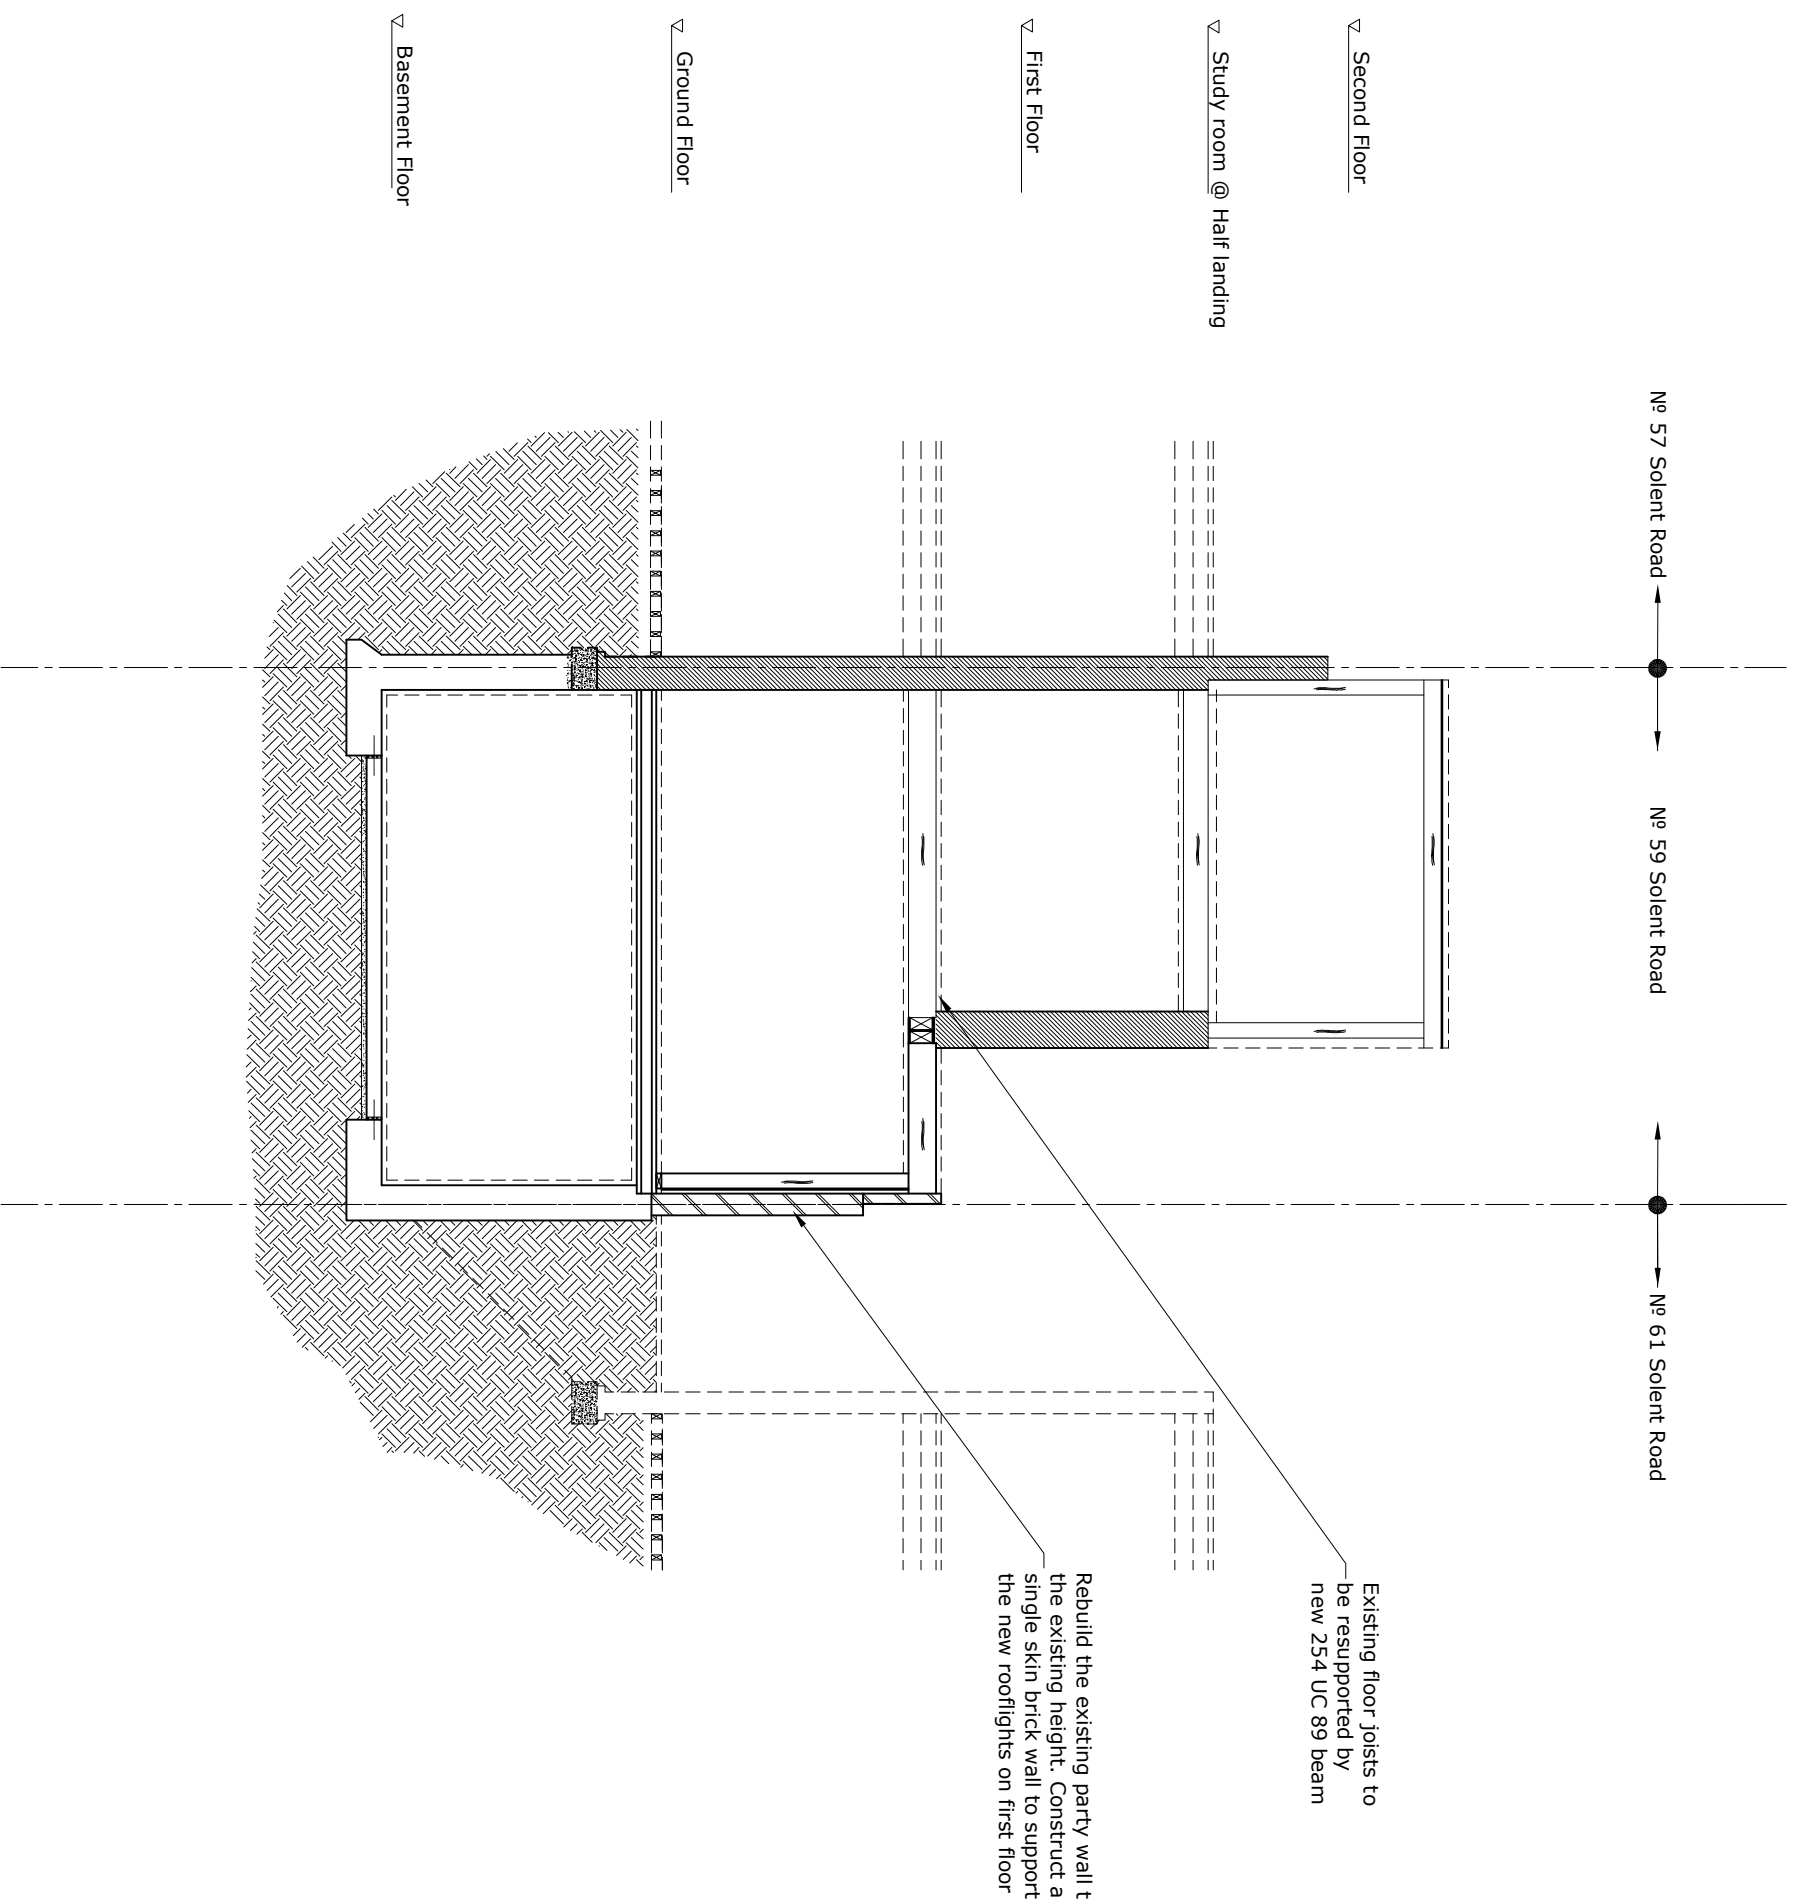 Nº 57 Solent Road
Nº 59 Solent Road
Nº 61 Solent Road
Second Floor
Study room @ Half landing
First Floor
Ground Floor
Basement Floor
Existing floor joists to
be resupported by
new 254 UC 89 beam
Rebuild the existing party wall t
the existing height. Construct a
single skin brick wall to support
the new rooflights on first floor